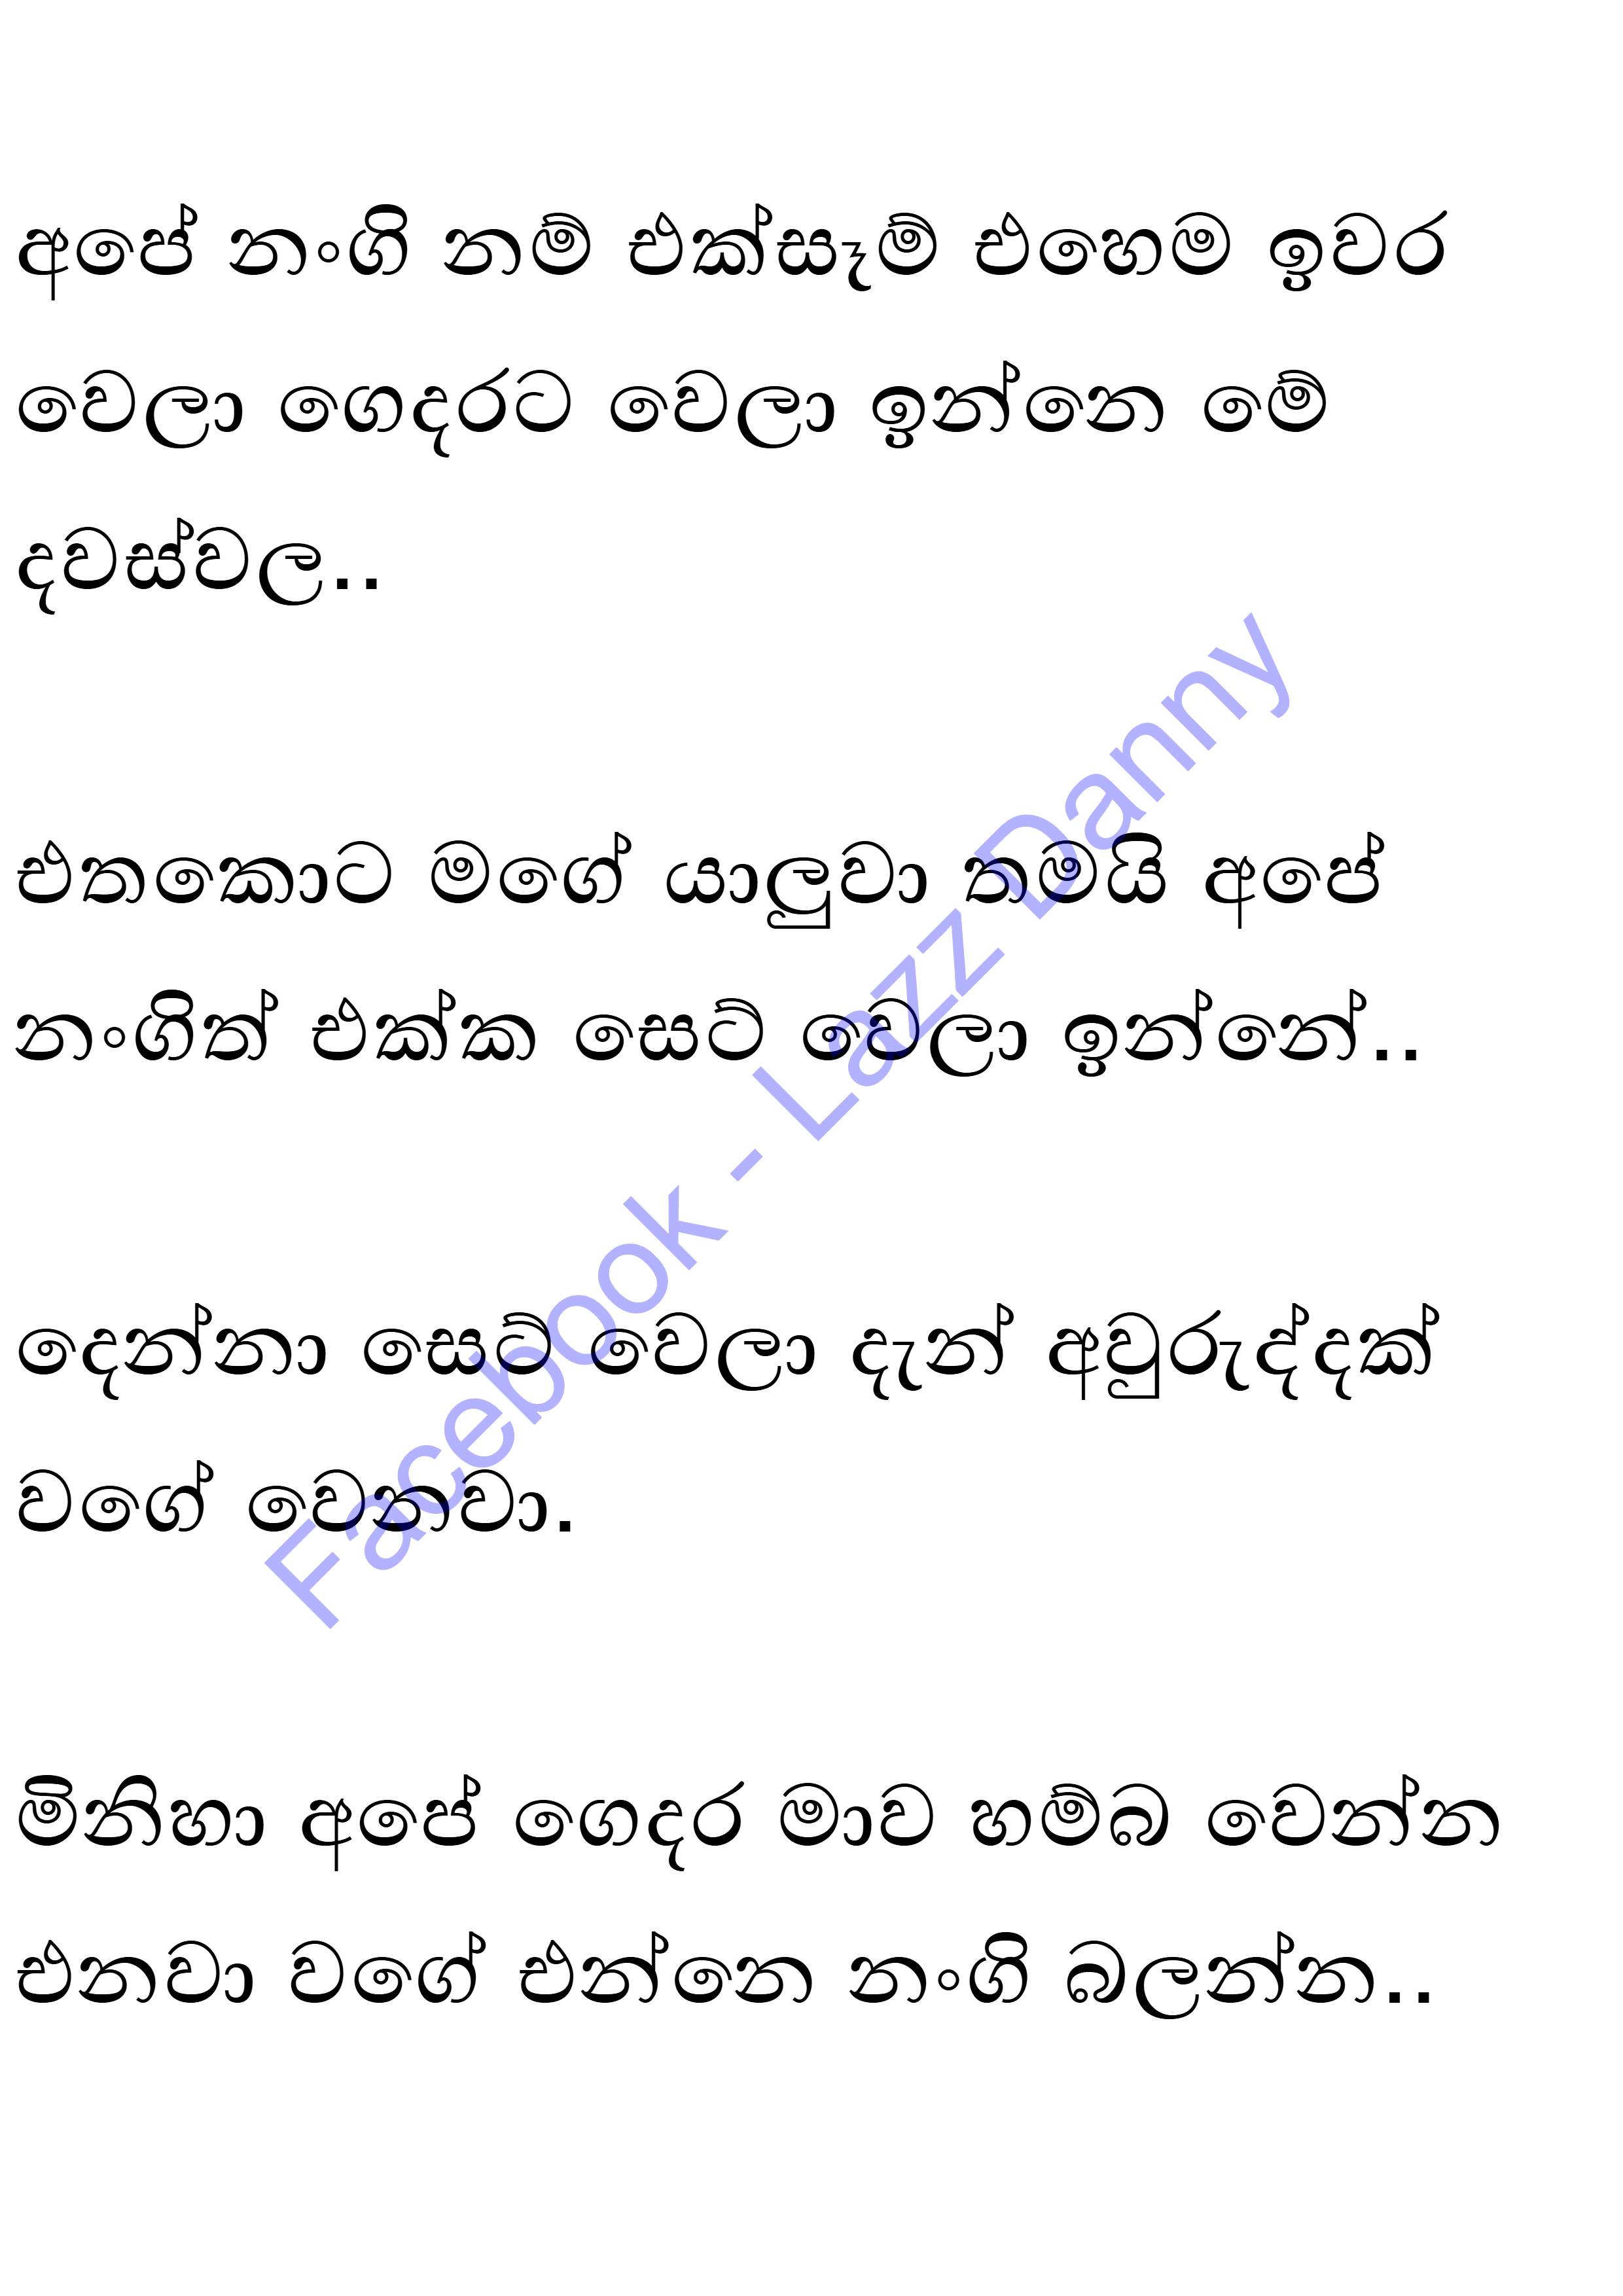 අපේ නංගි නම් එක්සෑම් එහෙම ඉවර
වෙලා ගෙදරට වෙලා ඉන්නෙ මේ
දවස්වල..
එතකොට මගේ යාලුවා තමයි අපේ
නංගිත් එක්ක සෙට් වෙලා ඉන්නේ..
දෙන්නා සෙට් වෙලා දැන් අවුරුද්දක්
වගේ වෙනවා.
මිනිහා අපේ ගෙදර මාව හම්බ වෙන්න
එනවා වගේ එන්නෙ නංගි බලන්න..
Facebook - Lazz Danny